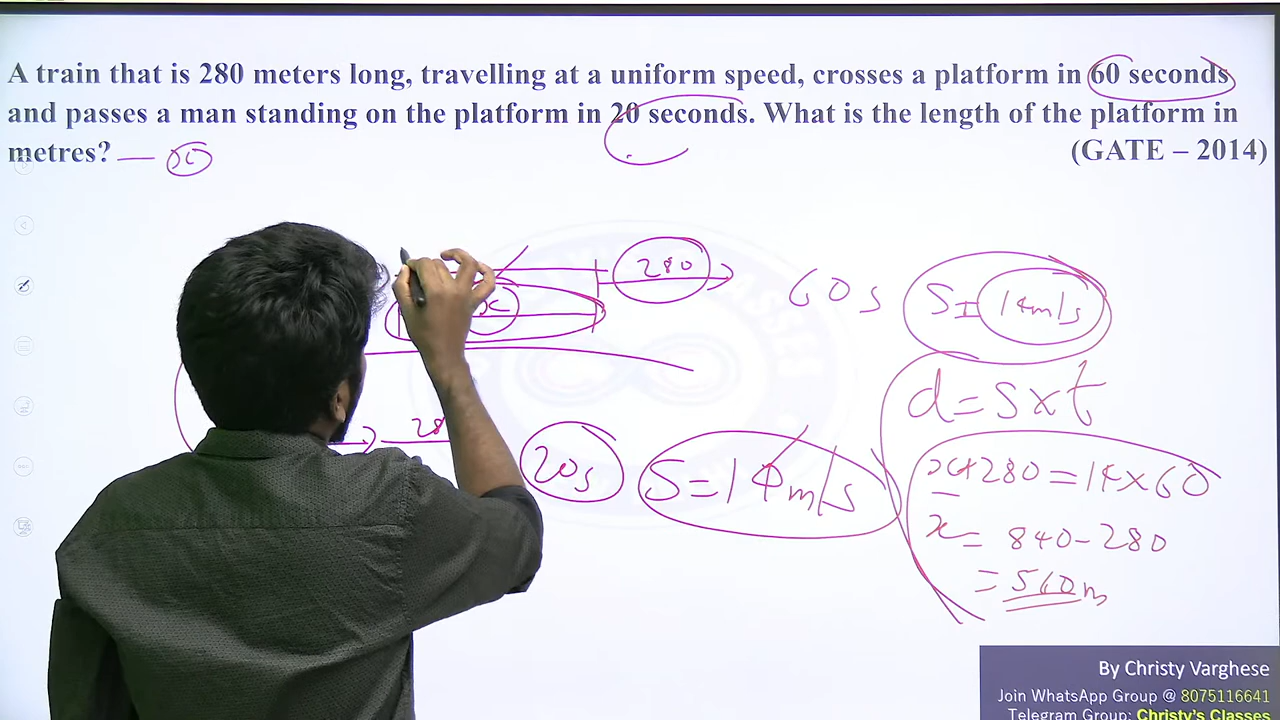 A train that is 280 meters long, travelling at a uniform speed, crosses a platform in 60 seconds
and passes a man standing on the platform in 20 seconds. What is the length of the platform in
metres? — x
(GATE – 2014)
280
60s
S = 14m/s
x
d = s x t
28
20s
S = 14m/s
x+280 = 14x60
x = 840 - 280
= 560m
By Christy Varghese
Join WhatsApp Group @ 8075116641
Telegram Group: Christy's Classes